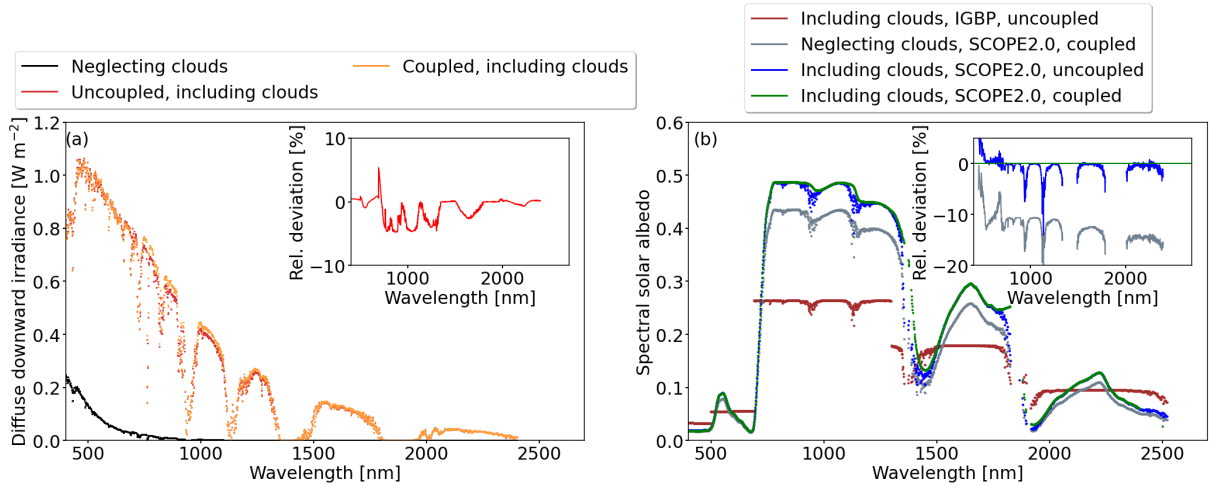 Neglecting clouds
Uncoupled, including clouds
Coupled, including clouds
Including clouds, IGBP, uncoupled
Neglecting clouds, SCOPE2.0, coupled
Including clouds, SCOPE2.0, uncoupled
Including clouds, SCOPE2.0, coupled
(a)
Diffuse downward irradiance [W m⁻²]
1.2
1.0
0.8
0.6
0.4
0.2
0.0
500 1000 1500 2000 2500
Wavelength [nm]
Rel. deviation [%]
10
0
−10
1000 2000
Wavelength [nm]
(b)
Spectral solar albedo
0.6
0.5
0.4
0.3
0.2
0.1
0.0
500 1000 1500 2000 2500
Wavelength [nm]
Rel. deviation [%]
0
−10
−20
1000 2000
Wavelength [nm]